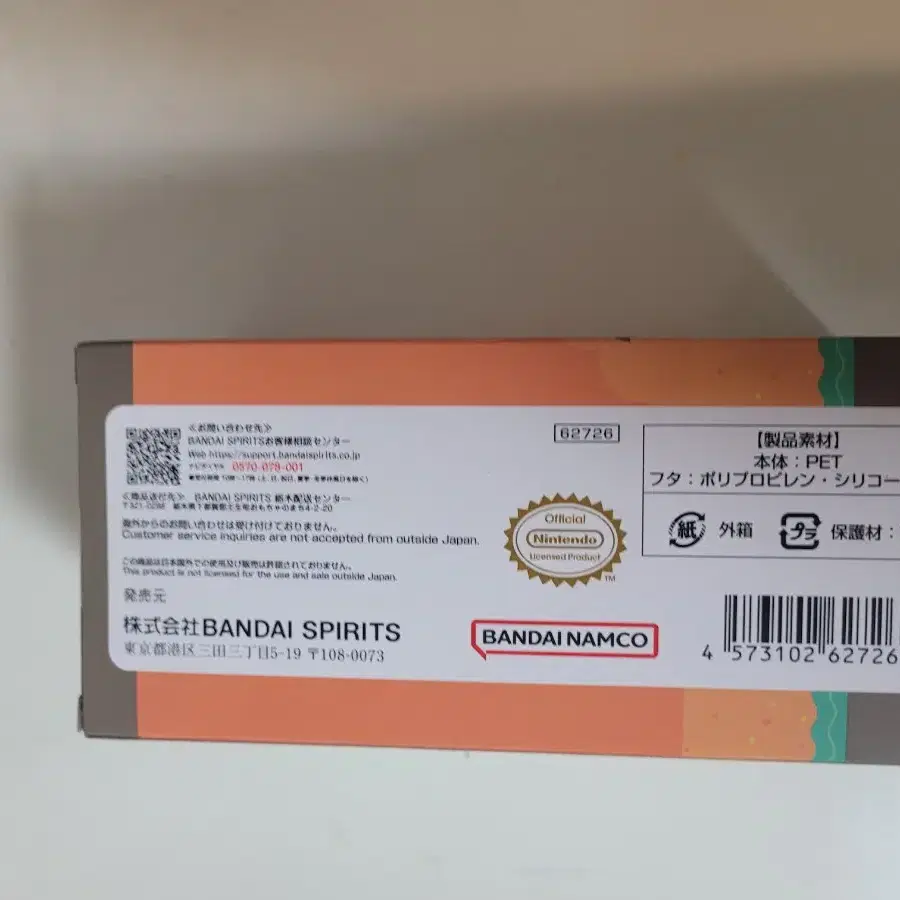 ≪お問い合わせ先≫
BANDAI SPIRITSお客様相談センター
Web https://support.bandaispirits.co.jp
ナビダイヤル 0570-078-001
≪商品送付先≫ BANDAI SPIRITS 栃木配送センター
海外からのお問い合わせは受け付けておりません。
Customer service inquiries are not accepted from outside Japan.
この商品は日本国外での使用及び販売は許諾されておりません。
This product is not licensed for the use and sale outside Japan.
発売元
株式会社BANDAI SPIRITS
東京都港区三田三丁目5-19 〒108-0073
62726
Official
Nintendo
Licensed Product
TM
BANDAI NAMCO
【製品素材】
本体：PET
フタ：ポリプロピレン・シリコー
紙 外箱 プラ 保護材：
4 573102 62726